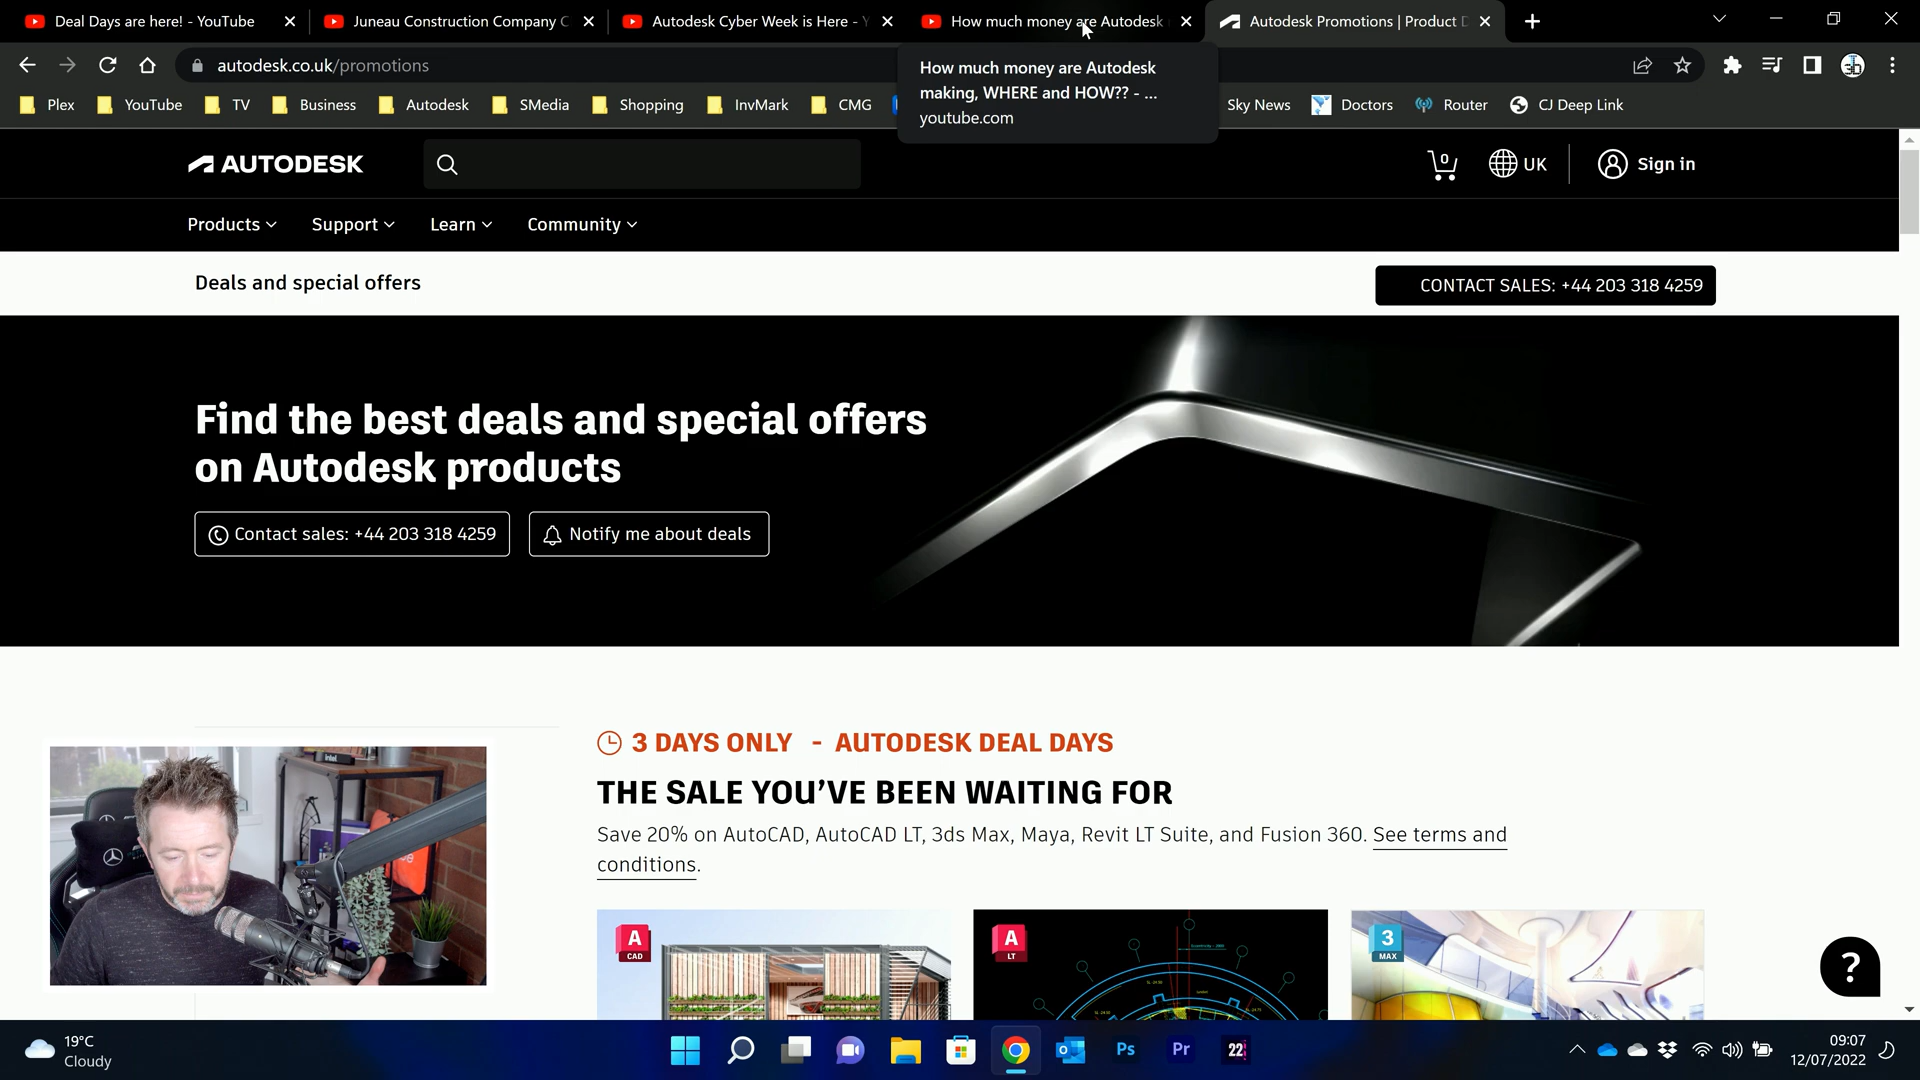 Deal Days are here! - YouTube
Juneau Construction Company C
Autodesk Cyber Week is Here - Y
How much money are Autodesk
Autodesk Promotions | Product D
autodesk.co.uk/promotions
How much money are Autodesk
making, WHERE and HOW?? - ...
youtube.com
Plex
YouTube
TV
Business
Autodesk
SMedia
Shopping
InvMark
CMG
Sky News
Doctors
Router
CJ Deep Link
AUTODESK
0
UK
Sign in
Products
Support
Learn
Community
Deals and special offers
CONTACT SALES: +44 203 318 4259
Find the best deals and special offers
on Autodesk products
Contact sales: +44 203 318 4259
Notify me about deals
3 DAYS ONLY - AUTODESK DEAL DAYS
THE SALE YOU'VE BEEN WAITING FOR
Save 20% on AutoCAD, AutoCAD LT, 3ds Max, Maya, Revit LT Suite, and Fusion 360. See terms and
conditions.
A
CAD
A
LT
3
MAX
intel
?
19°C
Cloudy
Ps
Pr
22
09:07
12/07/2022